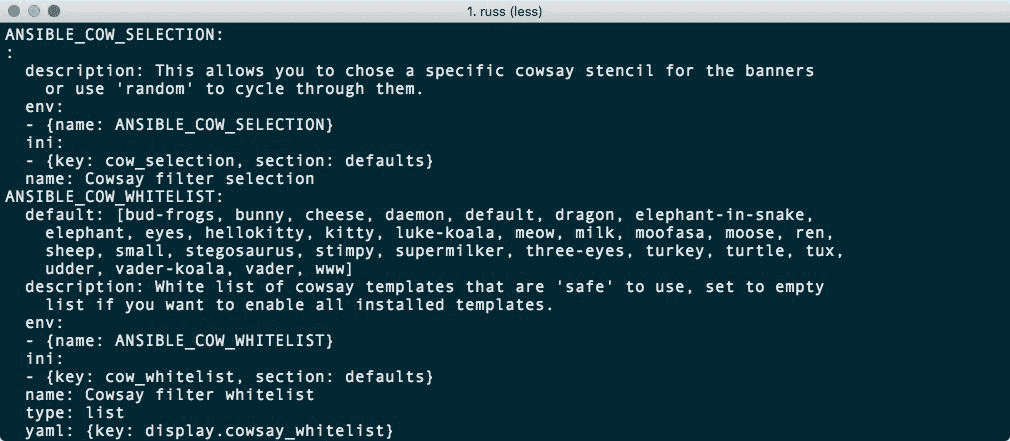 1. russ (less)
ANSIBLE_COW_SELECTION:
:
  description: This allows you to chose a specific cowsay stencil for the banners
    or use 'random' to cycle through them.
  env:
  - {name: ANSIBLE_COW_SELECTION}
  ini:
  - {key: cow_selection, section: defaults}
  name: Cowsay filter selection
ANSIBLE_COW_WHITELIST:
  default: [bud-frogs, bunny, cheese, daemon, default, dragon, elephant-in-snake,
    elephant, eyes, hellokitty, kitty, luke-koala, meow, milk, moofasa, moose, ren,
    sheep, small, stegosaurus, stimpy, supermilker, three-eyes, turkey, turtle, tux,
    udder, vader-koala, vader, www]
  description: White list of cowsay templates that are 'safe' to use, set to empty
    list if you want to enable all installed templates.
  env:
  - {name: ANSIBLE_COW_WHITELIST}
  ini:
  - {key: cow_whitelist, section: defaults}
  name: Cowsay filter whitelist
  type: list
  yaml: {key: display.cowsay_whitelist}